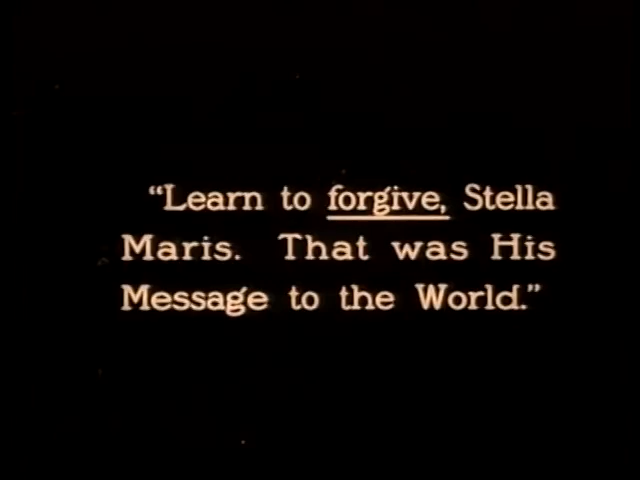 “Learn to forgive, Stella
Maris. That was His
Message to the World.”